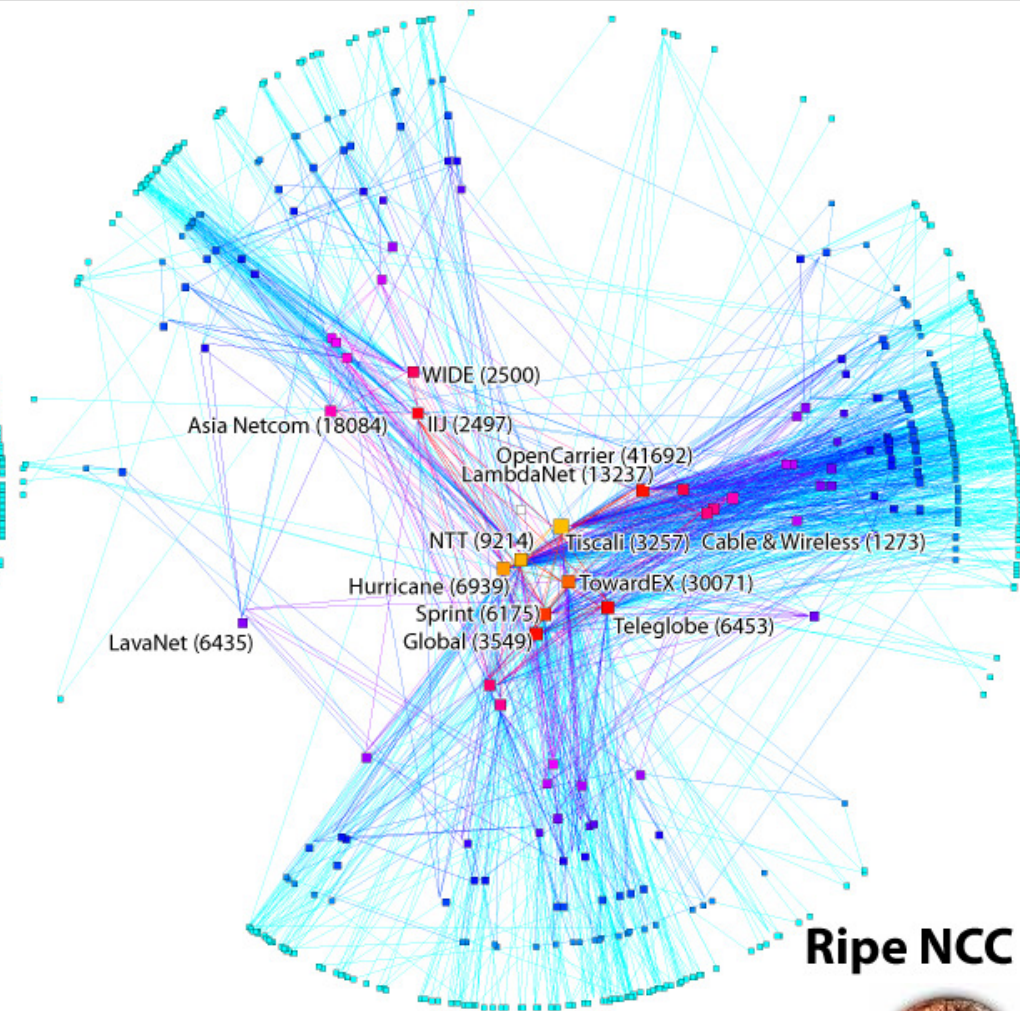 WIDE (2500)
Asia Netcom (18084)
IIJ (2497)
OpenCarrier (41692)
LambdaNet (13237)
NTT (9214)
Tiscali (3257)
Cable & Wireless (1273)
Hurricane (6939)
TowardEX (30071)
Sprint (6175)
Teleglobe (6453)
Global (3549)
LavaNet (6435)
Ripe NCC